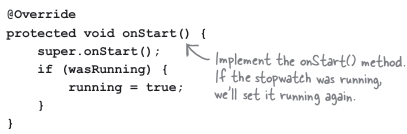 @Override
protected void onStart() {
super.onStart();
if (wasRunning) {
running = true;
}
}
Implement the onStart() method.
If the stopwatch was running,
we'll set it running again.